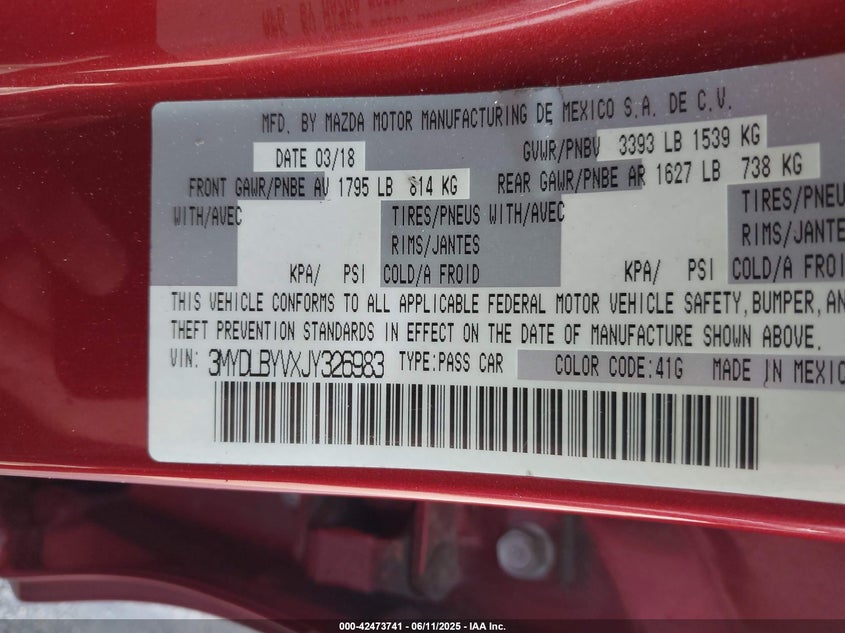 MFD. BY MAZDA MOTOR MANUFACTURING DE MEXICO S.A. DE C.V.
DATE 03/18 GVWR/PNBV 3393 LB 1539 KG
FRONT GAWR/PNBE AV 1795 LB 814 KG REAR GAWR/PNBE AR 1627 LB 738 KG
WITH/AVEC TIRES/PNEUS WITH/AVEC TIRES/PNEU
RIMS/JANTES RIMS/JANTES
KPA/ PSI COLD/A FROID KPA/ PSI COLD/A FROI
THIS VEHICLE CONFORMS TO ALL APPLICABLE FEDERAL MOTOR VEHICLE SAFETY, BUMPER, AN
THEFT PREVENTION STANDARDS IN EFFECT ON THE DATE OF MANUFACTURE SHOWN ABOVE.
VIN: 3MYDLBYVXJY326983 TYPE:PASS CAR COLOR CODE:41G MADE IN MEXIC
000-42473741 - 06/11/2025 - IAA Inc.